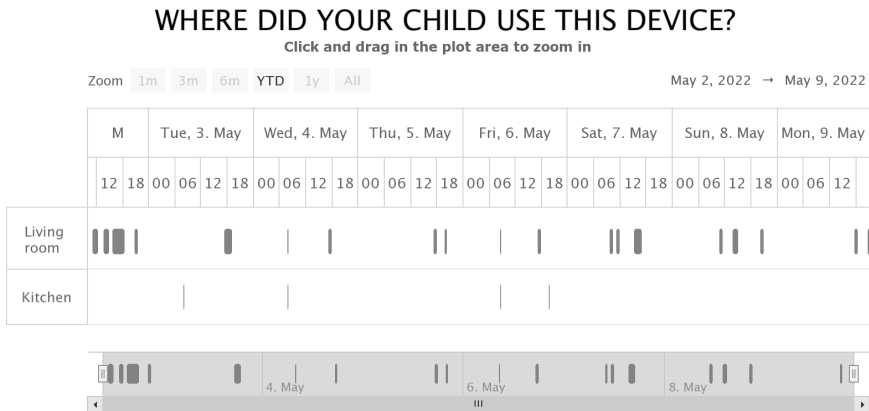 WHERE DID YOUR CHILD USE THIS DEVICE?
Click and drag in the plot area to zoom in
Zoom 1m 3m 6m YTD 1y All May 2, 2022 → May 9, 2022
M Tue, 3. May Wed, 4. May Thu, 5. May Fri, 6. May Sat, 7. May Sun, 8. May Mon, 9. May
12 18 00 06 12 18 00 06 12 18 00 06 12 18 00 06 12 18 00 06 12 18 00 06 12 18 00 06 12
Living
room
Kitchen
4. May 6. May 8. May